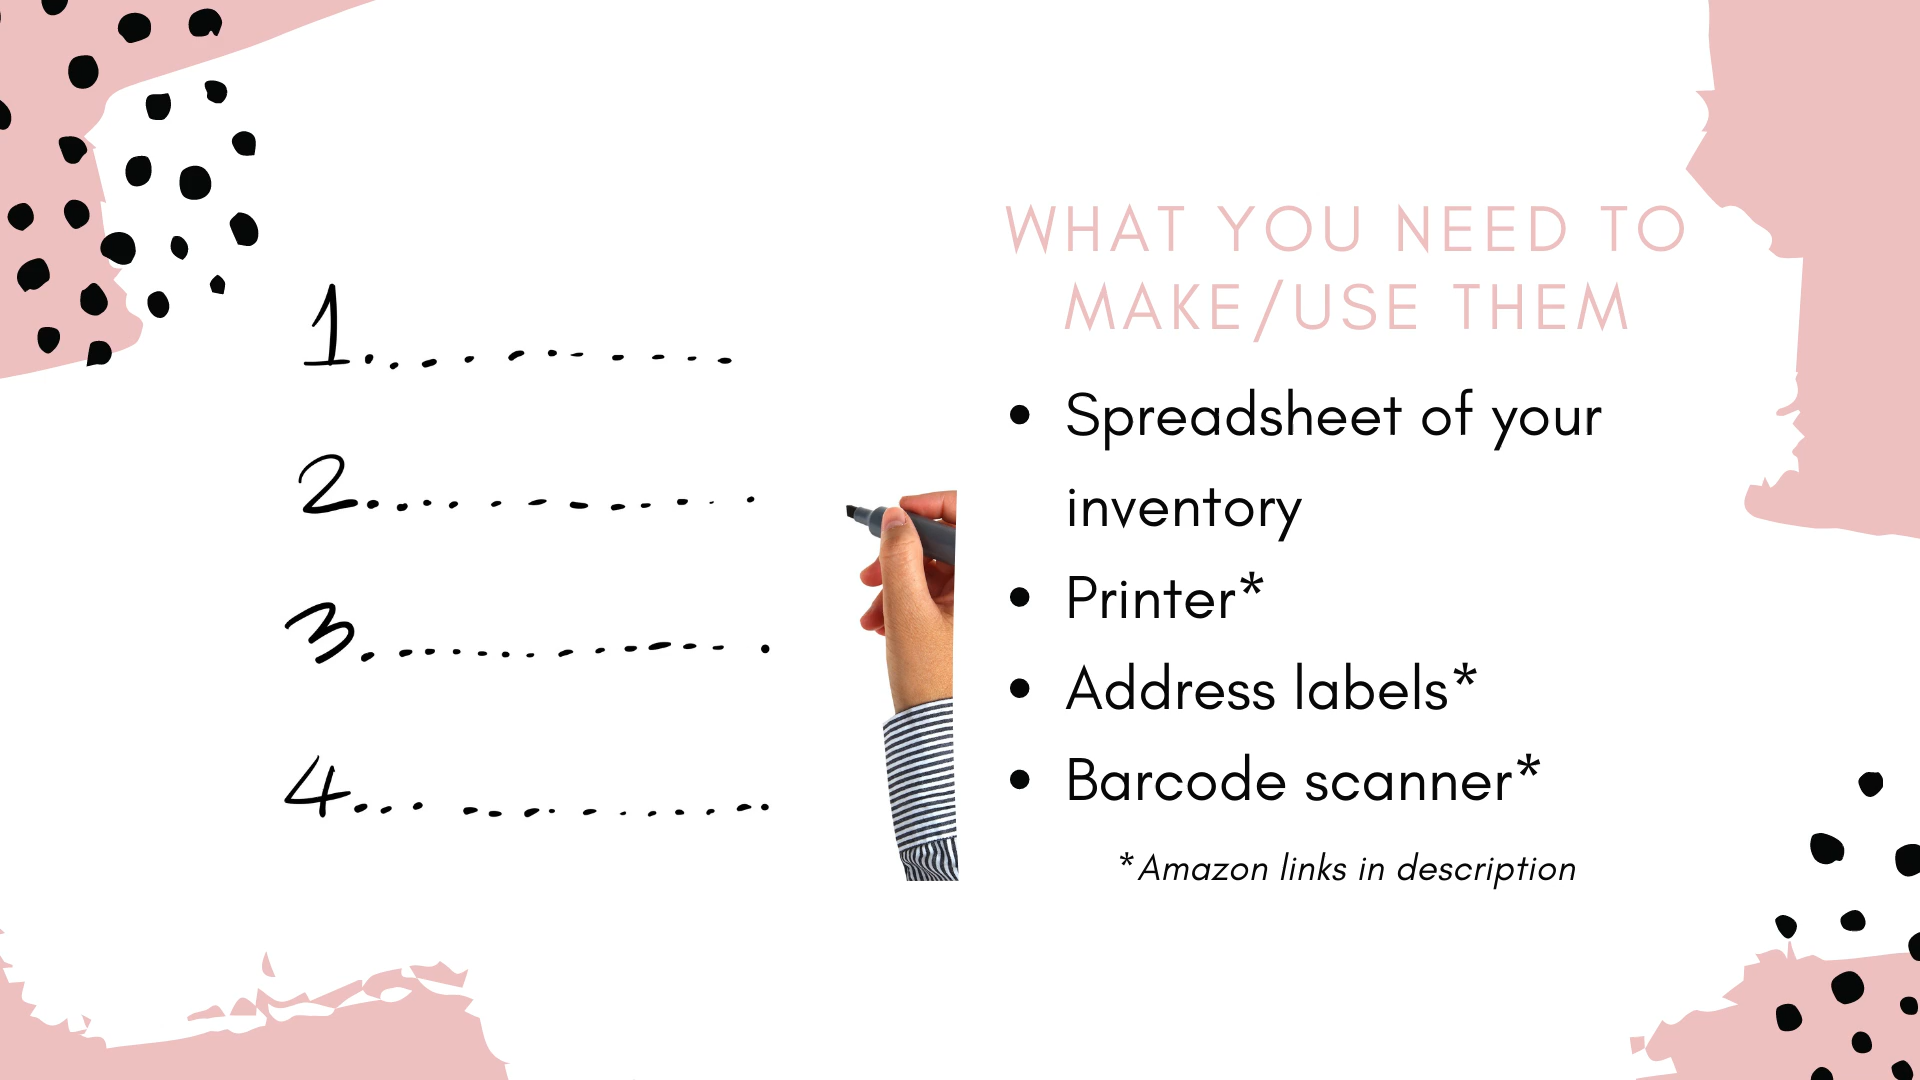 1.
2.
3.
4.
WHAT YOU NEED TO
MAKE/USE THEM
• Spreadsheet of your
inventory
• Printer*
• Address labels*
• Barcode scanner*
*Amazon links in description